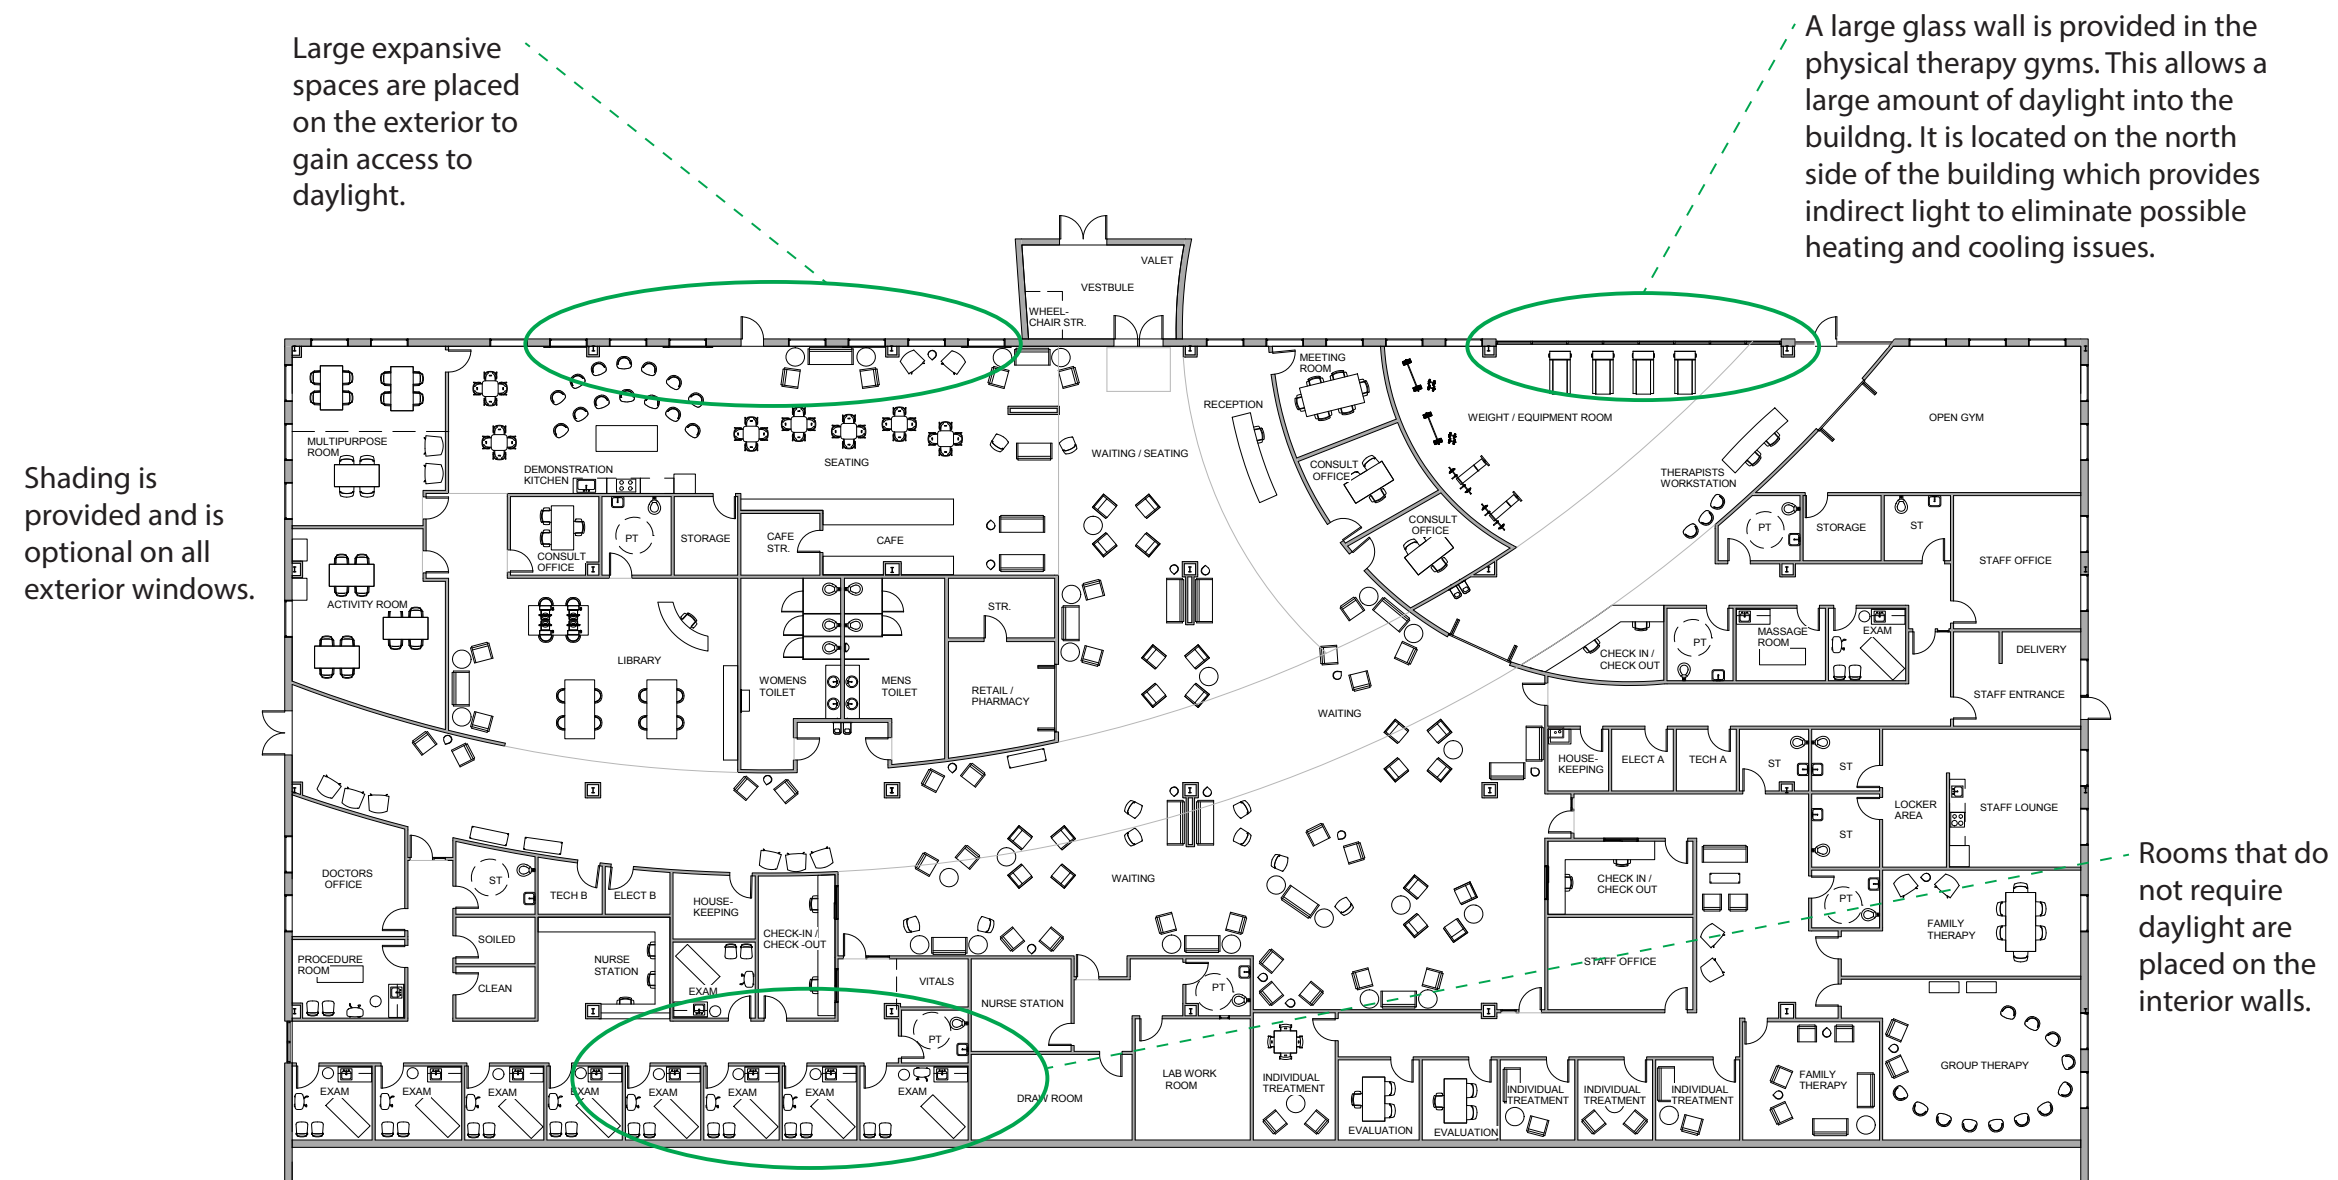 Large expansive
spaces are placed
on the exterior to
gain access to
daylight.
A large glass wall is provided in the
physical therapy gyms. This allows a
large amount of daylight into the
buildng. It is located on the north
side of the building which provides
indirect light to eliminate possible
heating and cooling issues.
Shading is
provided and is
optional on all
exterior windows.
Rooms that do
not require
daylight are
placed on the
interior walls.
VALET
VESTBULE
WHEEL-
CHAIR STR.
MULTIPURPOSE
ROOM
DEMONSTRATION
KITCHEN
SEATING
WAITING / SEATING
RECEPTION
MEETING
ROOM
CONSULT
OFFICE
CONSULT
OFFICE
WEIGHT / EQUIPMENT ROOM
THERAPISTS
WORKSTATION
OPEN GYM
CONSULT
OFFICE
PT
STORAGE
CAFE
STR.
CAFE
PT
STORAGE
ST
STAFF OFFICE
ACTIVITY ROOM
LIBRARY
WOMENS
TOILET
MENS
TOILET
STR.
RETAIL /
PHARMACY
WAITING
CHECK IN /
CHECK OUT
PT
MASSAGE
ROOM
EXAM
DELIVERY
STAFF ENTRANCE
HOUSE-
KEEPING
ELECT A
TECH A
ST
ST
ST
LOCKER
AREA
STAFF LOUNGE
DOCTORS
OFFICE
ST
TECH B
ELECT B
HOUSE-
KEEPING
CHECK-IN /
CHECK -OUT
WAITING
CHECK IN /
CHECK OUT
PT
FAMILY
THERAPY
PROCEDURE
ROOM
SOILED
CLEAN
NURSE
STATION
EXAM
VITALS
PT
NURSE STATION
PT
STAFF OFFICE
EXAM
EXAM
EXAM
EXAM
EXAM
EXAM
EXAM
EXAM
DRAW ROOM
LAB WORK
ROOM
INDIVIDUAL
TREATMENT
EVALUATION
EVALUATION
INDIVIDUAL
TREATMENT
INDIVIDUAL
TREATMENT
INDIVIDUAL
TREATMENT
FAMILY
THERAPY
GROUP THERAPY